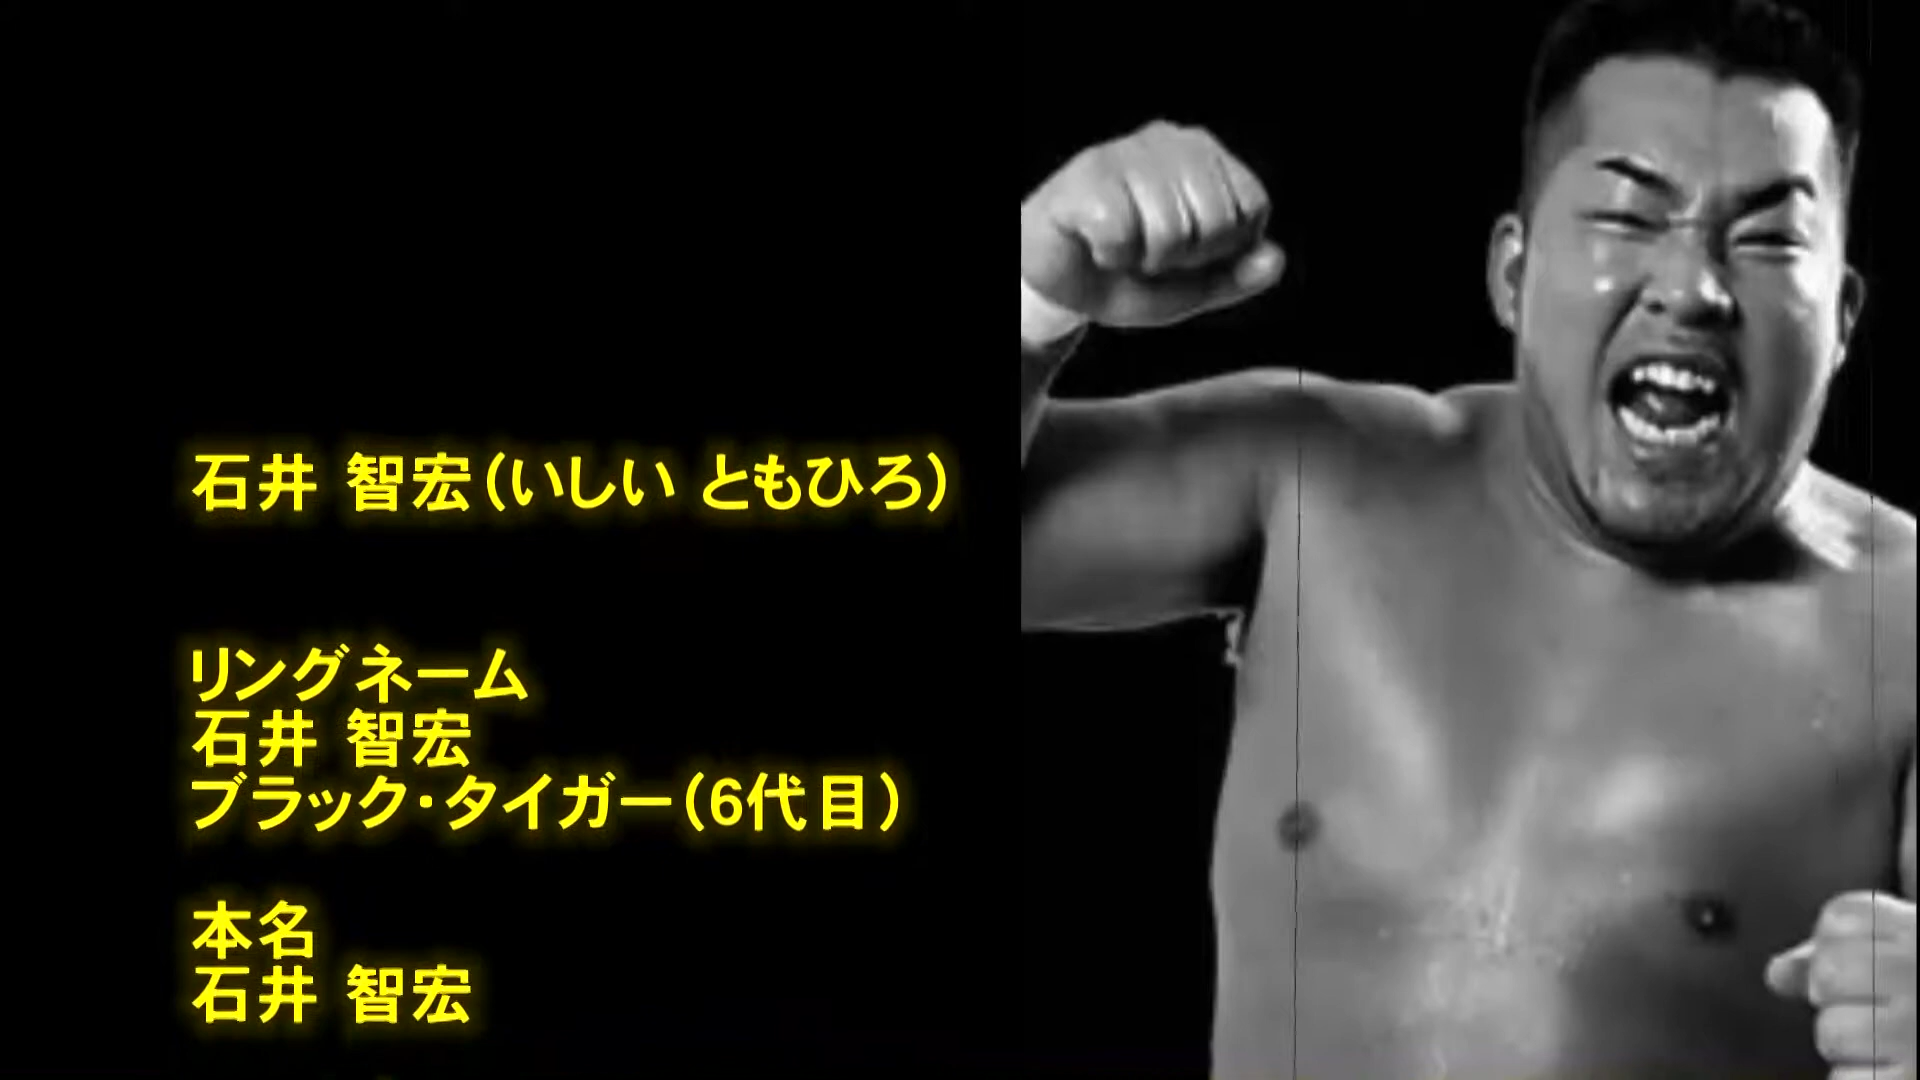 石井 智宏(いしい ともひろ)
リングネーム
石井 智宏
ブラック・タイガー(6代目)
本名
石井 智宏